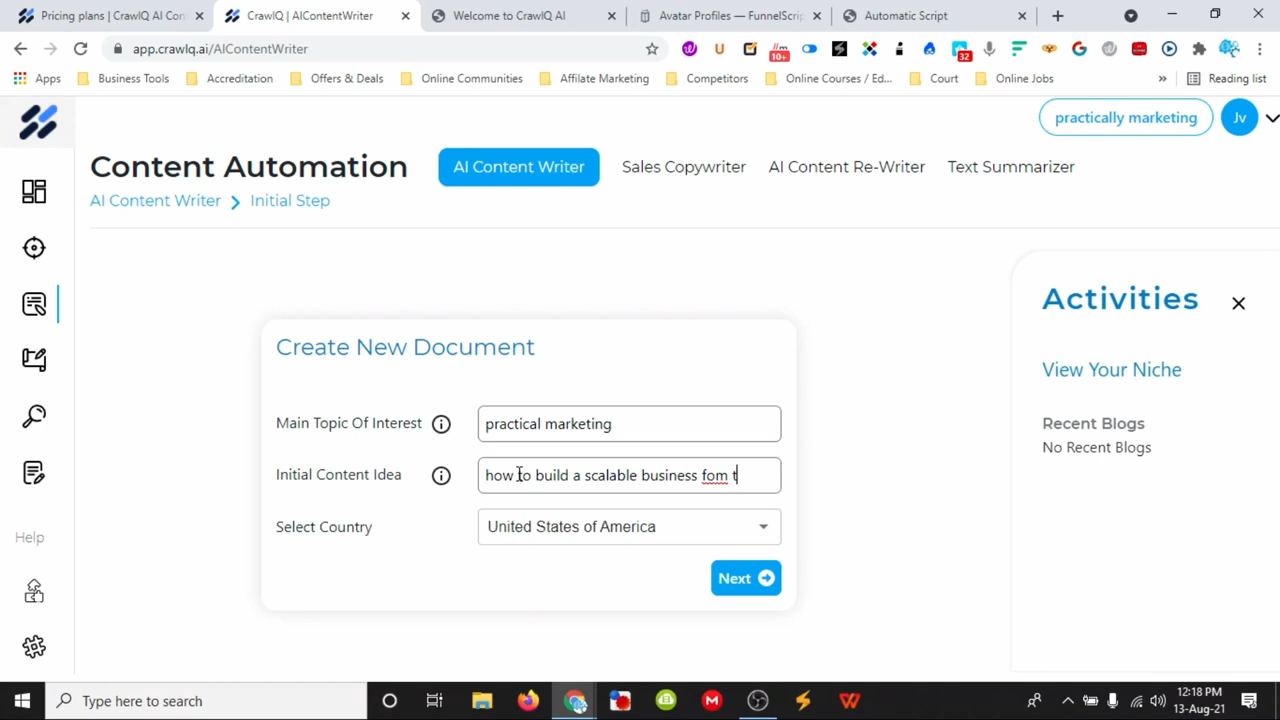 Pricing plans | CrawlQ AI Con
CrawlQ | AIContentWriter
Welcome to CrawlQ AI
Avatar Profiles — FunnelScrip
Automatic Script
app.crawlq.ai/AIContentWriter
10+
32
Apps
Business Tools
Accreditation
Offers & Deals
Online Communities
Affilate Marketing
Competitors
Online Courses / Ed...
Court
Online Jobs
»
Reading list
practically marketing
Jv
Content Automation
AI Content Writer
Sales Copywriter
AI Content Re-Writer
Text Summarizer
AI Content Writer
Initial Step
Activities
View Your Niche
Recent Blogs
No Recent Blogs
Create New Document
Main Topic Of Interest
practical marketing
Initial Content Idea
how to build a scalable business fom t
Select Country
United States of America
Next
Help
Type here to search
12:18 PM
13-Aug-21